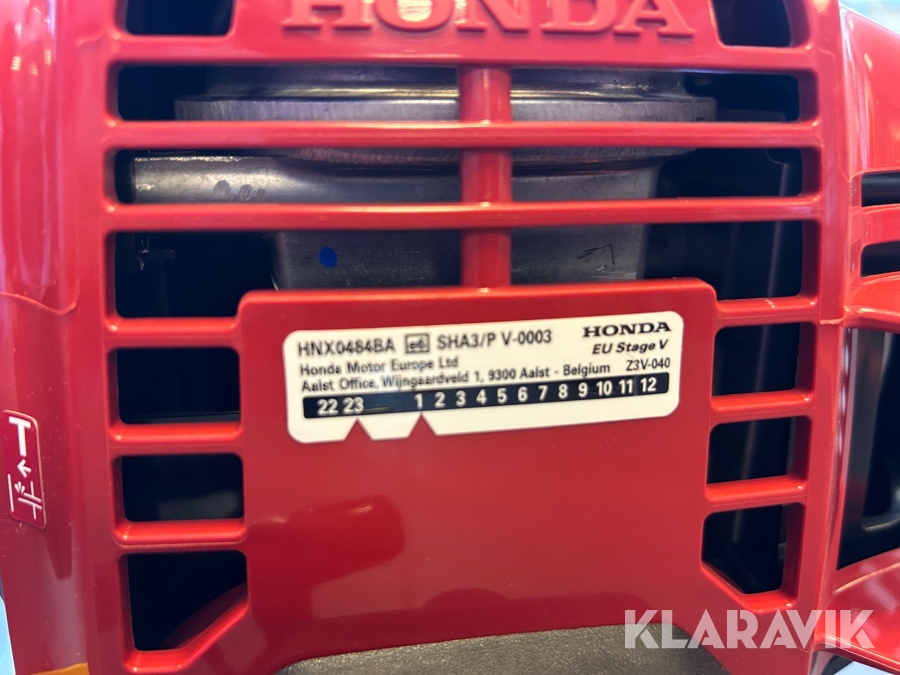 HONDA
HNX0484BA e6 SHA3/P V-0003 HONDA
Honda Motor Europe Ltd EU Stage V
Aalst Office, Wijngaardveld 1, 9300 Aalst - Belgium Z3V-040
22 23 1 2 3 4 5 6 7 8 9 10 11 12
KLARAVIK